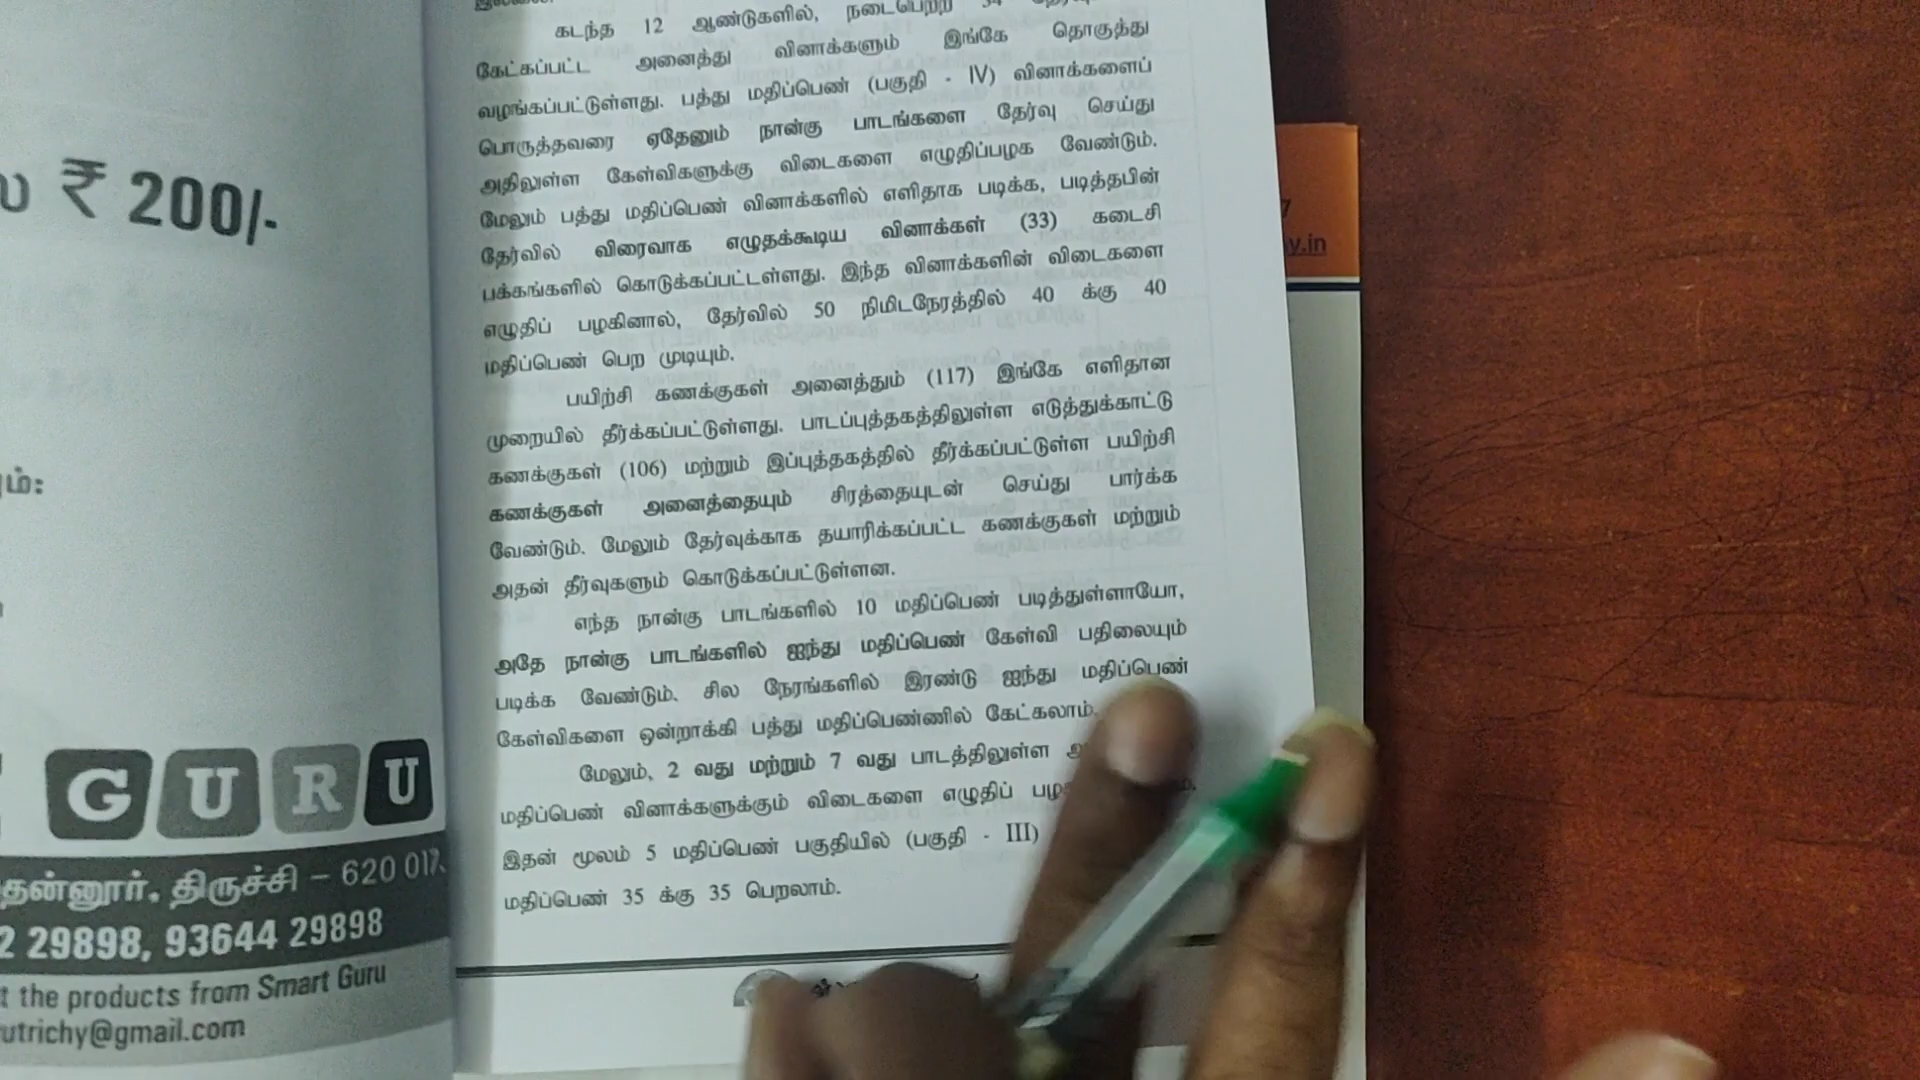 ₹ 200/-
ும்:
G U R U
தன்னூர், திருச்சி – 620 017.
2 29898, 93644 29898
t the products from Smart Guru
utrichy@gmail.com
கடந்த 12 ஆண்டுகளில், நடைபெற்ற 34
கேட்கப்பட்ட அனைத்து வினாக்களும் இங்கே தொகுத்து
வழங்கப்பட்டுள்ளது. பத்து மதிப்பெண் (பகுதி - IV) வினாக்களைப்
பொருத்தவரை ஏதேனும் நான்கு பாடங்களை தேர்வு செய்து
அதிலுள்ள கேள்விகளுக்கு விடைகளை எழுதிப்பழக வேண்டும்.
மேலும் பத்து மதிப்பெண் வினாக்களில் எளிதாக படிக்க, படித்தபின்
தேர்வில் விரைவாக எழுதக்கூடிய வினாக்கள் (33) கடைசி
பக்கங்களில் கொடுக்கப்பட்டள்ளது. இந்த வினாக்களின் விடைகளை
எழுதிப் பழகினால், தேர்வில் 50 நிமிடநேரத்தில் 40 க்கு 40
மதிப்பெண் பெற முடியும்.
பயிற்சி கணக்குகள் அனைத்தும் (117) இங்கே எளிதான
முறையில் தீர்க்கப்பட்டுள்ளது. பாடப்புத்தகத்திலுள்ள எடுத்துக்காட்டு
கணக்குகள் (106) மற்றும் இப்புத்தகத்தில் தீர்க்கப்பட்டுள்ள பயிற்சி
கணக்குகள் அனைத்தையும் சிரத்தையுடன் செய்து பார்க்க
வேண்டும். மேலும் தேர்வுக்காக தயாரிக்கப்பட்ட கணக்குகள் மற்றும்
அதன் தீர்வுகளும் கொடுக்கப்பட்டுள்ளன.
எந்த நான்கு பாடங்களில் 10 மதிப்பெண் படித்துள்ளாயோ,
அதே நான்கு பாடங்களில் ஐந்து மதிப்பெண் கேள்வி பதிலையும்
படிக்க வேண்டும். சில நேரங்களில் இரண்டு ஐந்து மதிப்பெண்
கேள்விகளை ஒன்றாக்கி பத்து மதிப்பெண்ணில் கேட்கலாம்.
மேலும், 2 வது மற்றும் 7 வது பாடத்திலுள்ள
மதிப்பெண் வினாக்களுக்கும் விடைகளை எழுதிப்
இதன் மூலம் 5 மதிப்பெண் பகுதியில் (பகுதி - III)
மதிப்பெண் 35 க்கு 35 பெறலாம்.
y.in